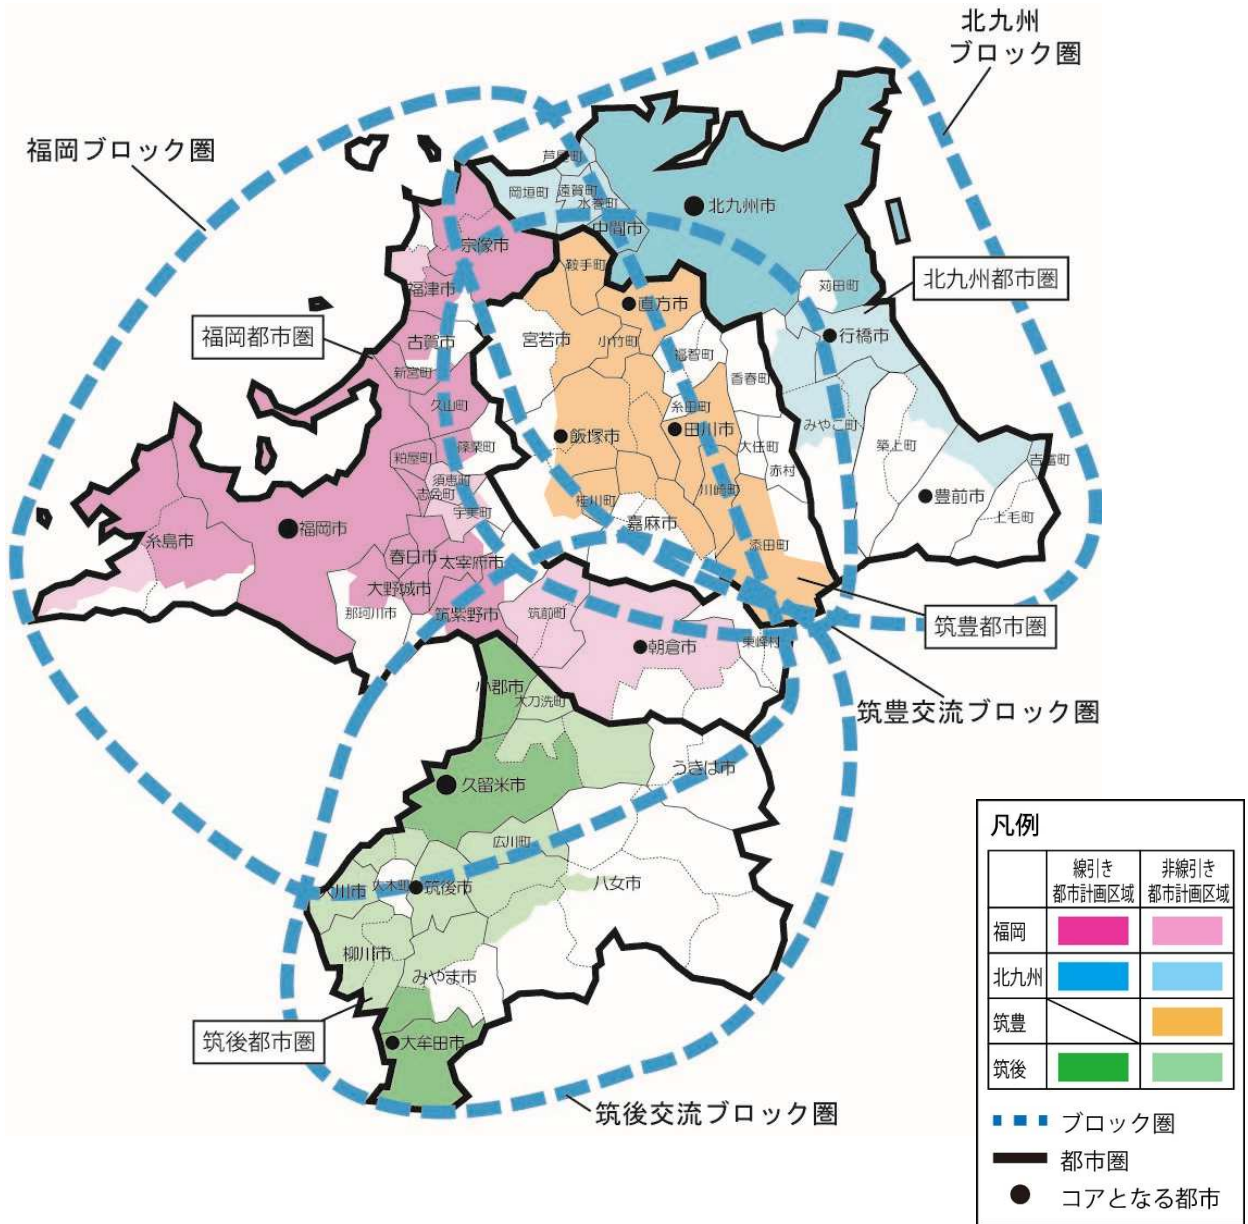 北九州
ブロック圏
福岡ブロック圏
芦屋町
岡垣町
遠賀町
水巻町
北九州市
中間市
宗像市
鞍手町
苅田町
北九州都市圏
福津市
直方市
福岡都市圏
古賀市
宮若市
小竹町
行橋市
福智町
新宮町
香春町
久山町
糸田町
みやこ町
飯塚市
田川市
築上町
粕屋町
篠栗町
大任町
吉富町
須恵町
赤村
志免町
川崎町
豊前市
宇美町
桂川町
嘉麻市
上毛町
福岡市
糸島市
春日市
太宰府市
添田町
大野城市
那珂川市
筑紫野市
筑前町
朝倉市
東峰村
筑豊都市圏
小郡市
大刀洗町
筑豊交流ブロック圏
久留米市
うきは市
広川町
大川市
大木町
筑後市
八女市
柳川市
みやま市
筑後都市圏
大牟田市
筑後交流ブロック圏
凡例
線引き
都市計画区域
非線引き
都市計画区域
福岡
北九州
筑豊
筑後
ブロック圏
都市圏
コアとなる都市